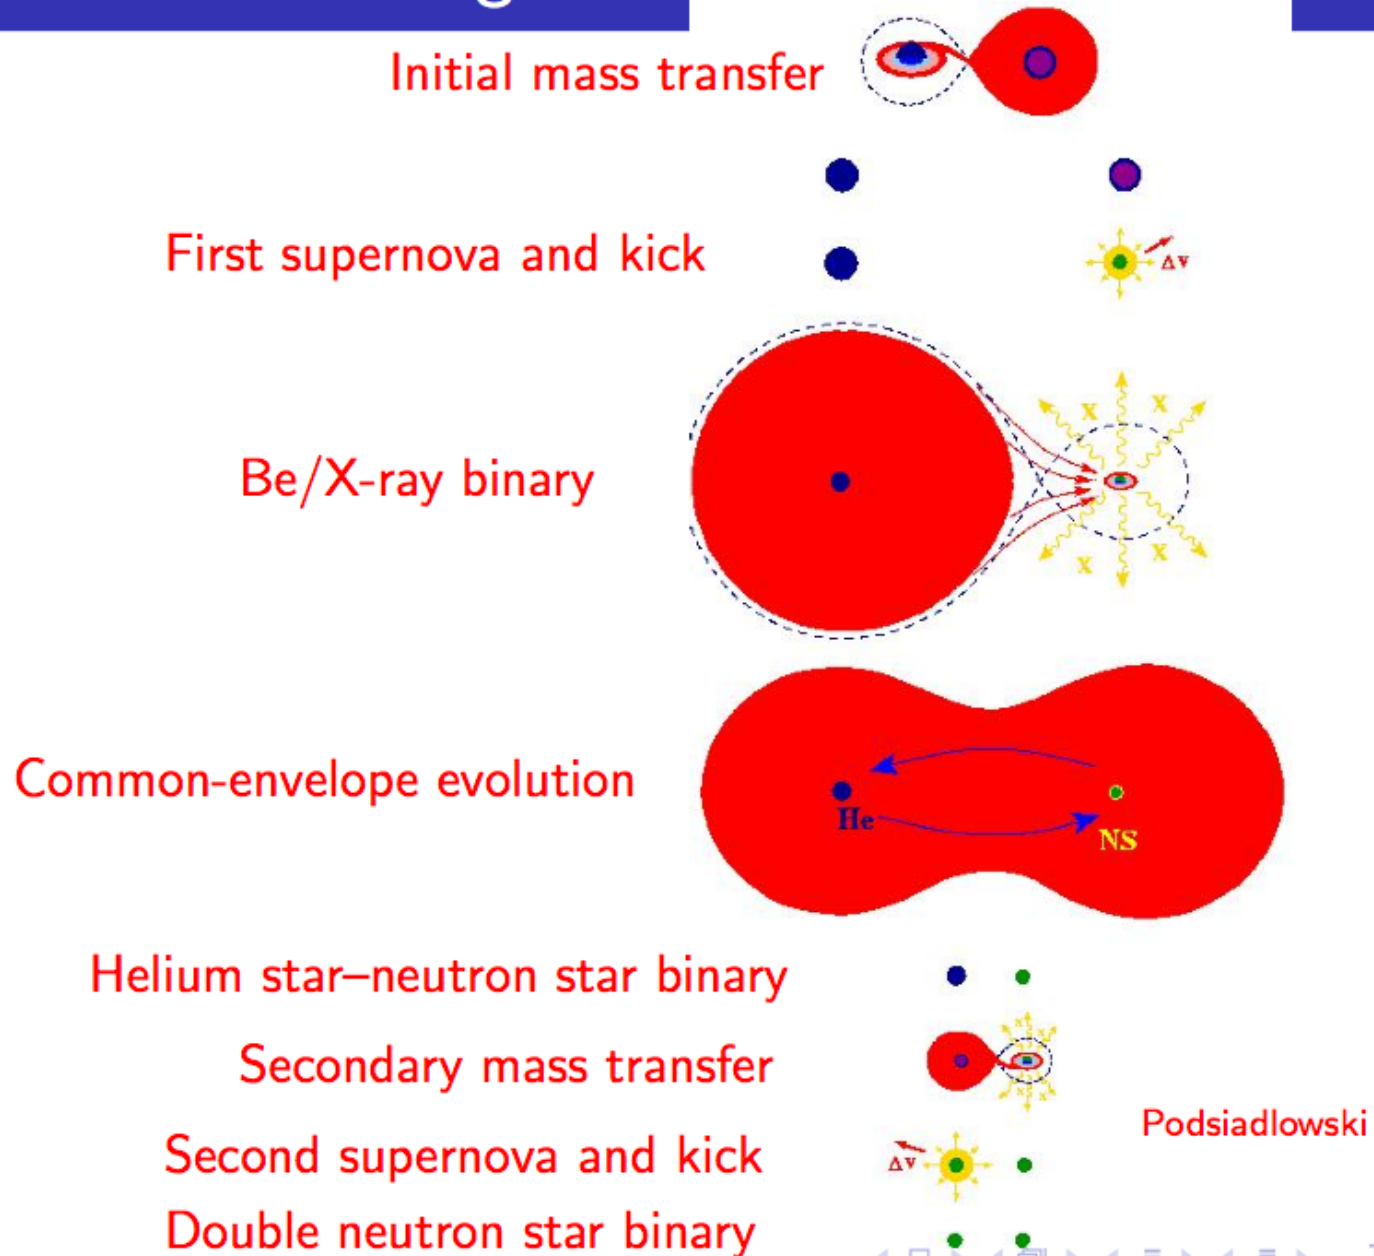 Initial mass transfer
First supernova and kick
Δv
X X
Be/X-ray binary
X X
Common-envelope evolution
He
NS
Helium star–neutron star binary
X X
Secondary mass transfer
X X
Podsiadlowski
Second supernova and kick
Δv
Double neutron star binary